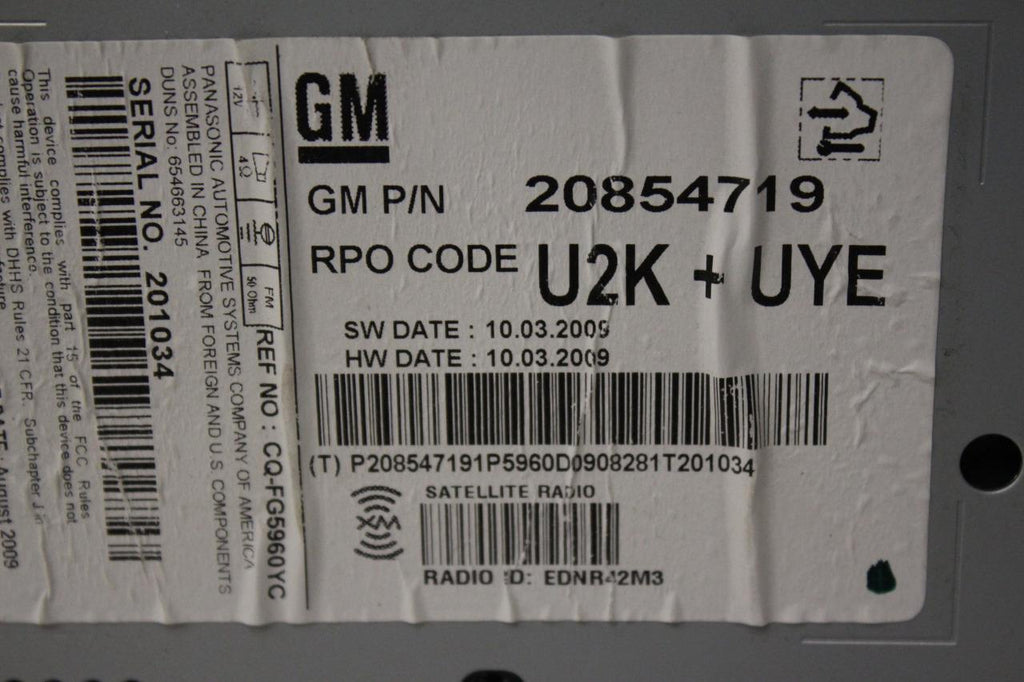 GM
GM P/N 20854719
RPO CODE U2K + UYE
SW DATE : 10.03.2009
HW DATE : 10.03.2009
(T) P208547191P5960D0908281T201034
SATELLITE RADIO
XM
RADIO ID: EDNR42M3
12V
4Ω
FM
50 Ohm
REF NO : CQ-FG5960YC
PANASONIC AUTOMOTIVE SYSTEMS COMPANY OF AMERICA
ASSEMBLED IN CHINA FROM FOREIGN AND U.S. COMPONENTS
DUNS No: 654663145
SERIAL NO. 201034
This device complies with part 15 of the FCC Rules
Operation is subject to the condition that this device does not
cause harmful interference.
complies with DHHS Rules 21 CFR. Subchapter J in
August 2009